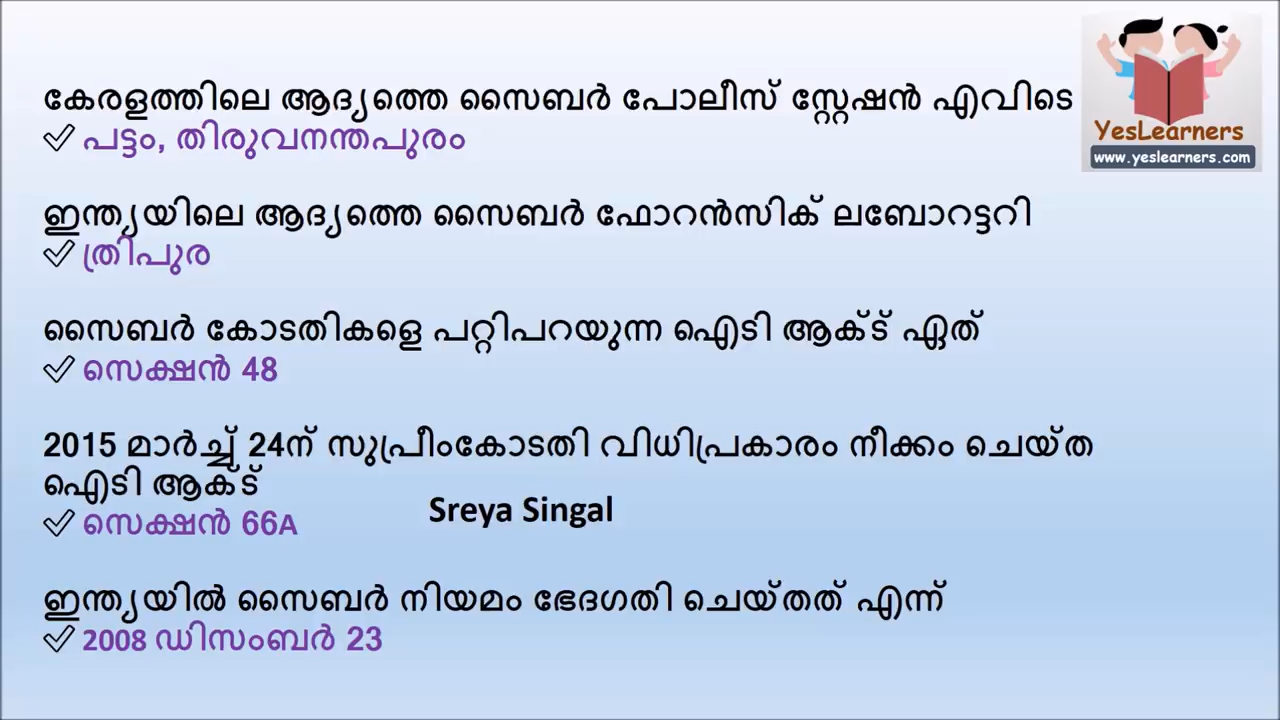 കേരളത്തിലെ ആദ്യത്തെ സൈബർ പോലീസ് സ്റ്റേഷൻ എവിടെ
പട്ടം, തിരുവനന്തപുരം
YesLearners
www.yeslearners.com
ഇന്ത്യയിലെ ആദ്യത്തെ സൈബർ ഫോറൻസിക് ലബോറട്ടറി
ത്രിപുര
സൈബർ കോടതികളെ പറ്റിപറയുന്ന ഐടി ആക്ട് ഏത്
സെക്ഷൻ 48
2015 മാർച്ച് 24ന് സുപ്രീംകോടതി വിധിപ്രകാരം നീക്കം ചെയ്ത
ഐടി ആക്ട്
സെക്ഷൻ 66A
Sreya Singal
ഇന്ത്യയിൽ സൈബർ നിയമം ഭേദഗതി ചെയ്തത് എന്ന്
2008 ഡിസംബർ 23